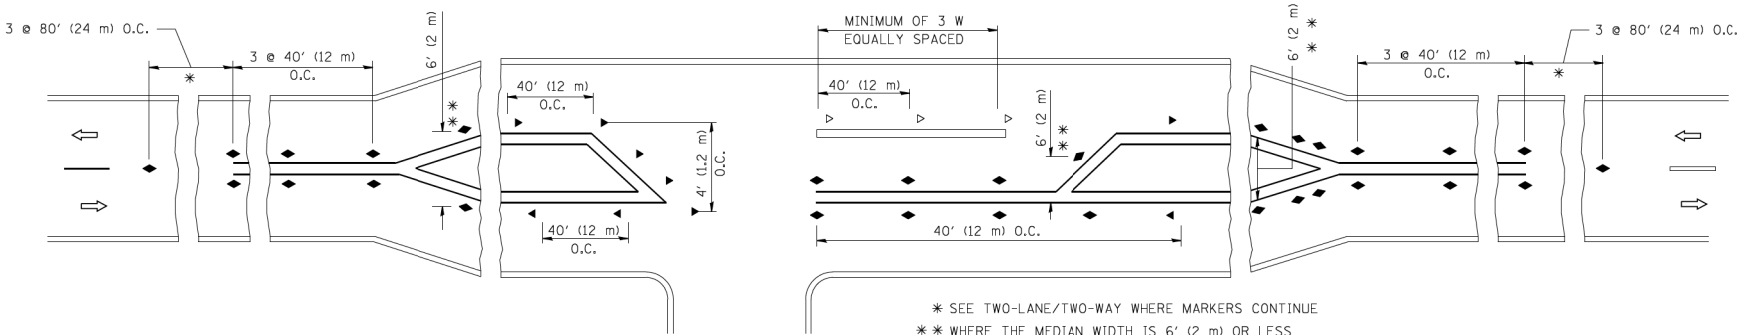 3 @ 80' (24 m) O.C.
*
3 @ 40' (12 m)
O.C.
6' (2 m)
* *
40' (12 m)
O.C.
4' (1.2 m)
O.C.
40' (12 m)
O.C.
MINIMUM OF 3 W
EQUALLY SPACED
40' (12 m)
O.C.
6' (2 m)
* *
40' (12 m) O.C.
6' (2 m)
* *
3 @ 40' (12 m)
O.C.
3 @ 80' (24 m) O.C.
*
* SEE TWO-LANE/TWO-WAY WHERE MARKERS CONTINUE
* * WHERE THE MEDIAN WIDTH IS 6' (2 m) OR LESS